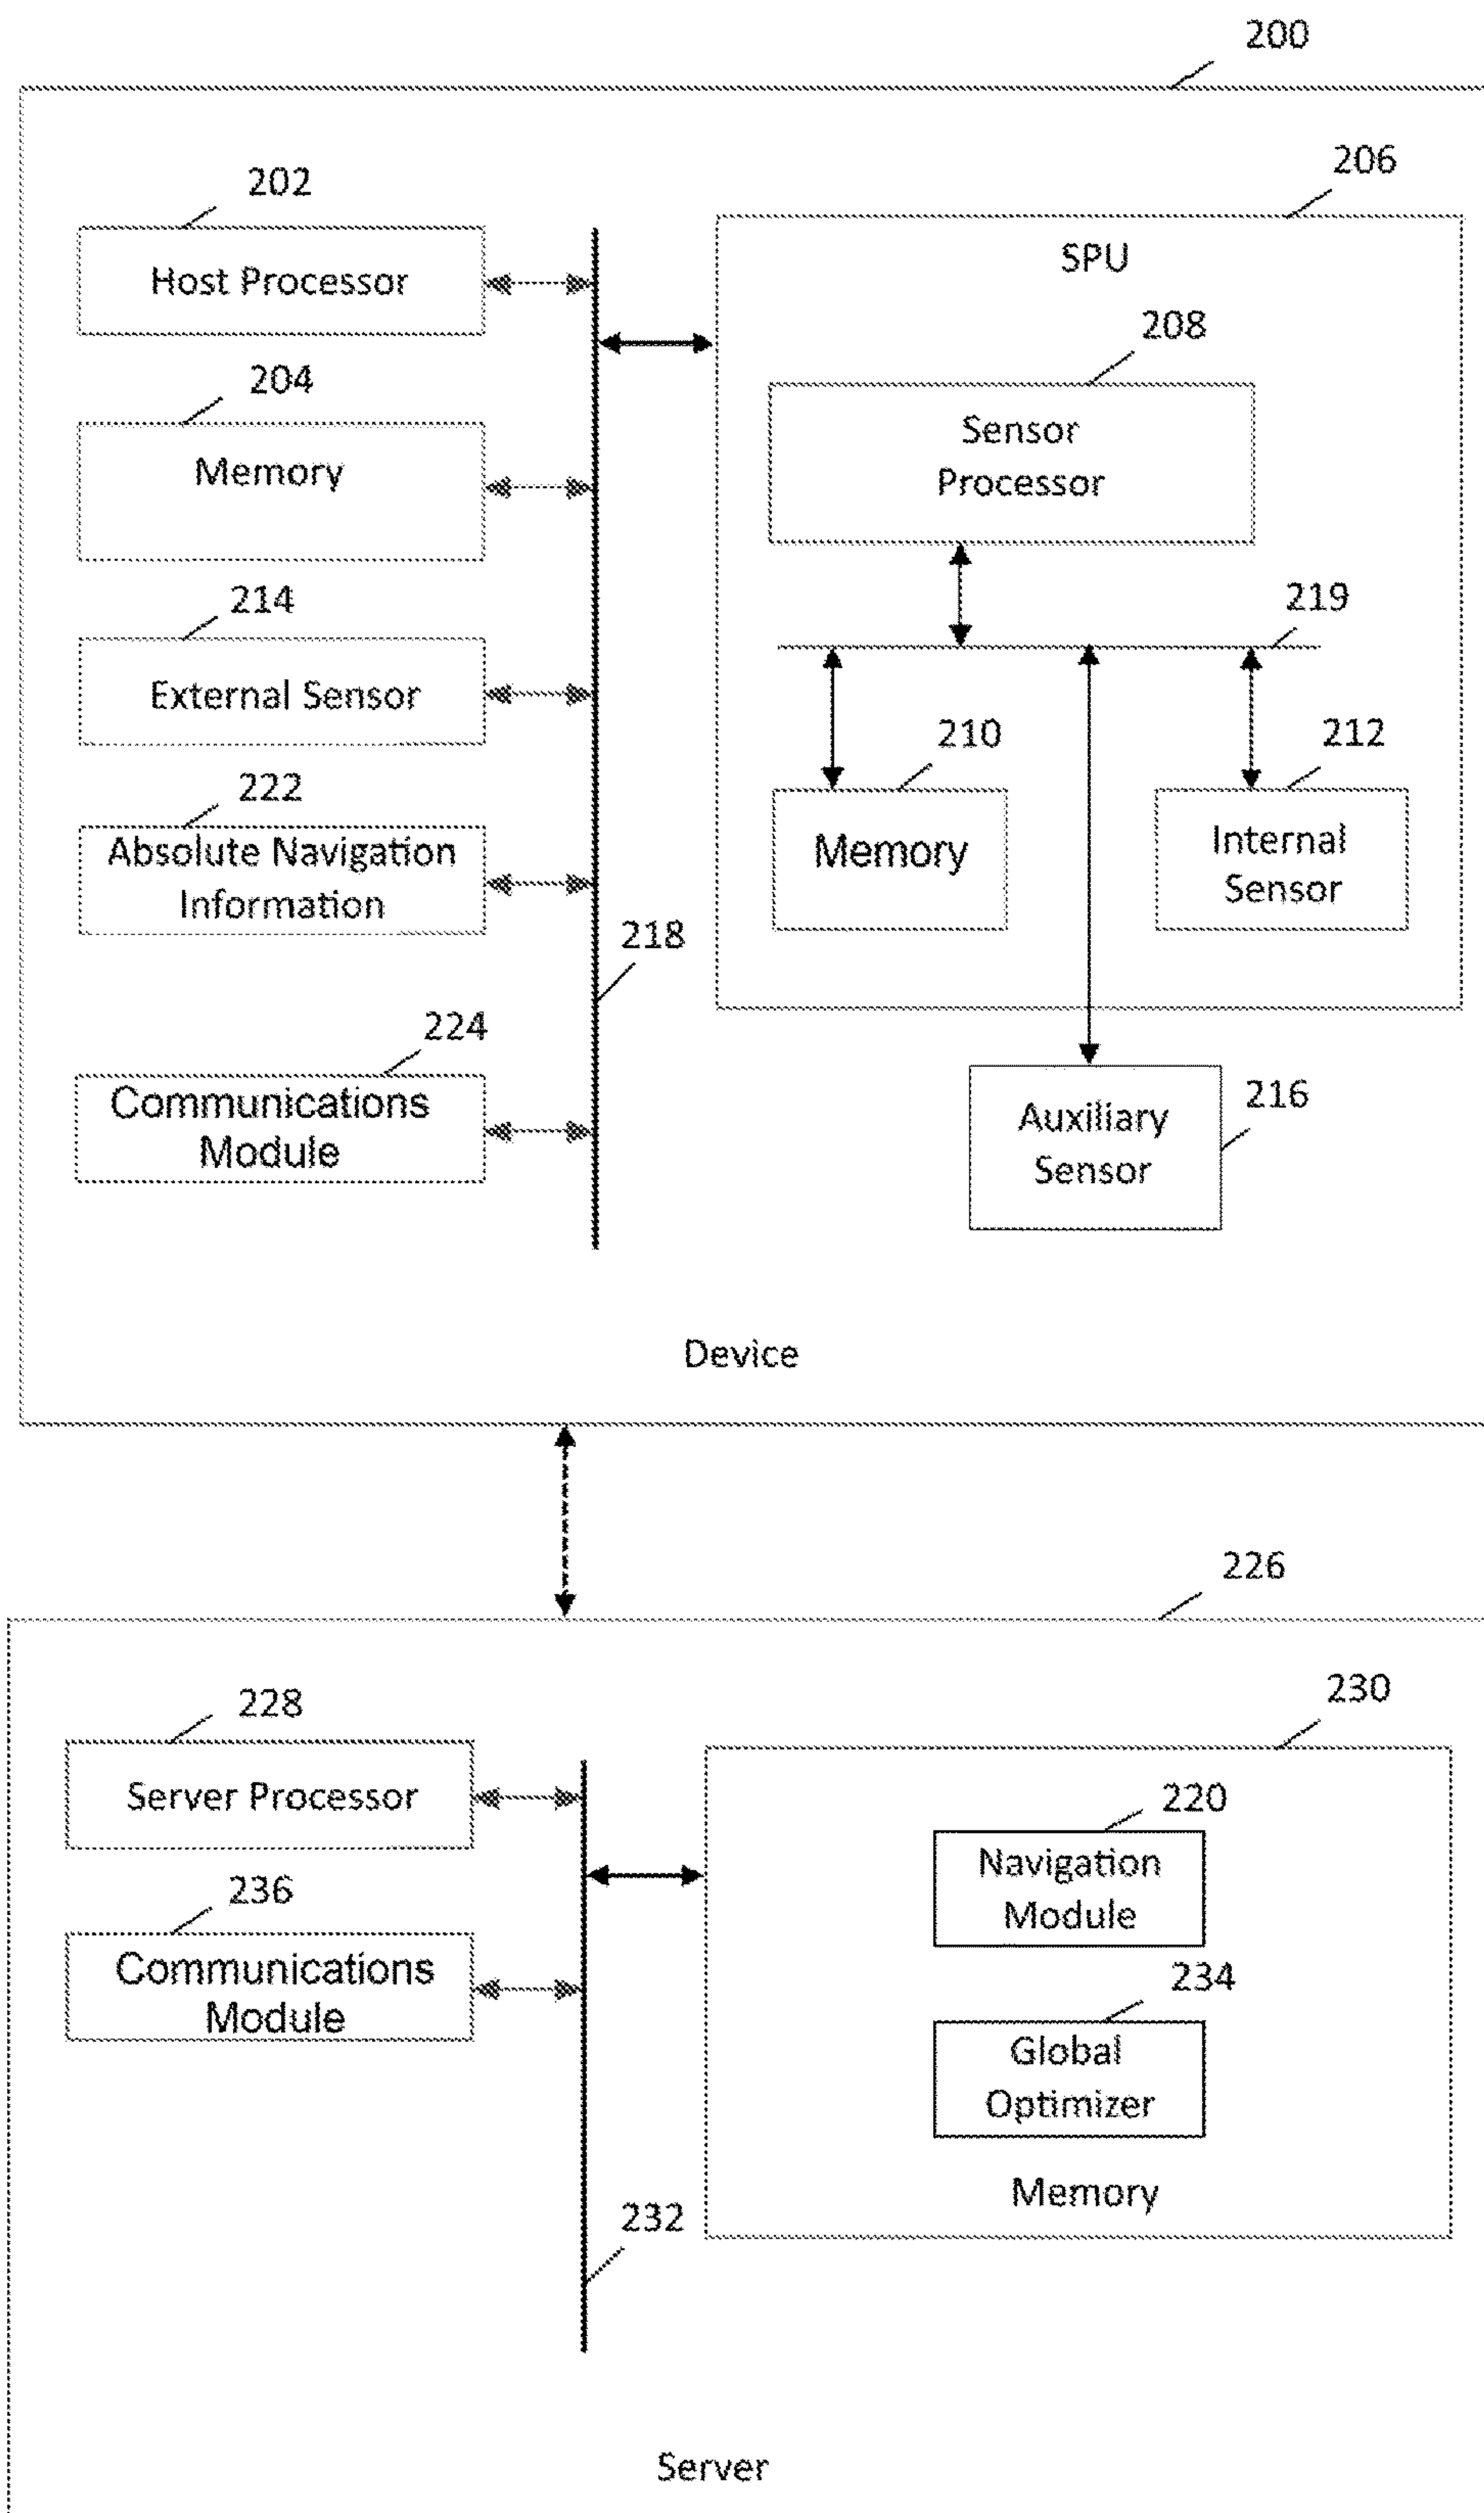 200
202
206
Host Processor
SPU
204
208
Memory
Sensor
Processor
214
219
External Sensor
210
212
222
Absolute Navigation
Information
Memory
Internal
Sensor
218
224
Communications
Module
216
Auxiliary
Sensor
Device
226
228
230
Server Processor
220
Navigation
Module
236
Communications
Module
234
Global
Optimizer
Memory
232
Server